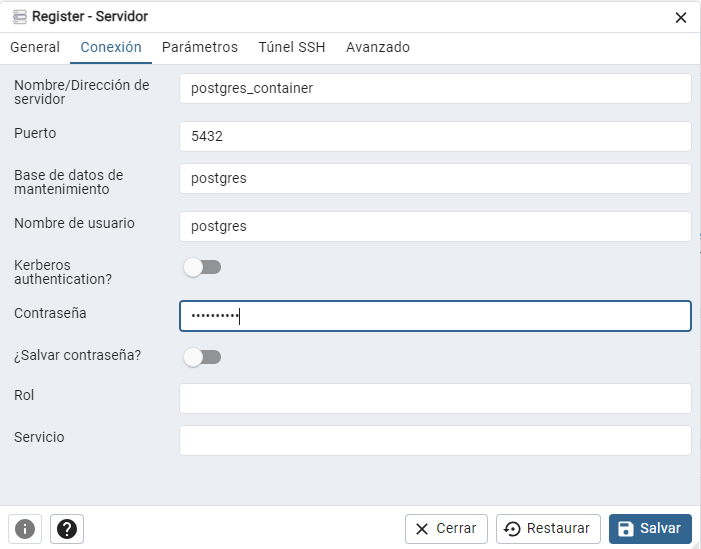 Register - Servidor
General Conexión Parámetros Túnel SSH Avanzado
Nombre/Dirección de
servidor
postgres_container
Puerto
5432
Base de datos de
mantenimiento
postgres
Nombre de usuario
postgres
Kerberos
authentication?
Contraseña
••••••••••
¿Salvar contraseña?
Rol
Servicio
Cerrar Restaurar Salvar